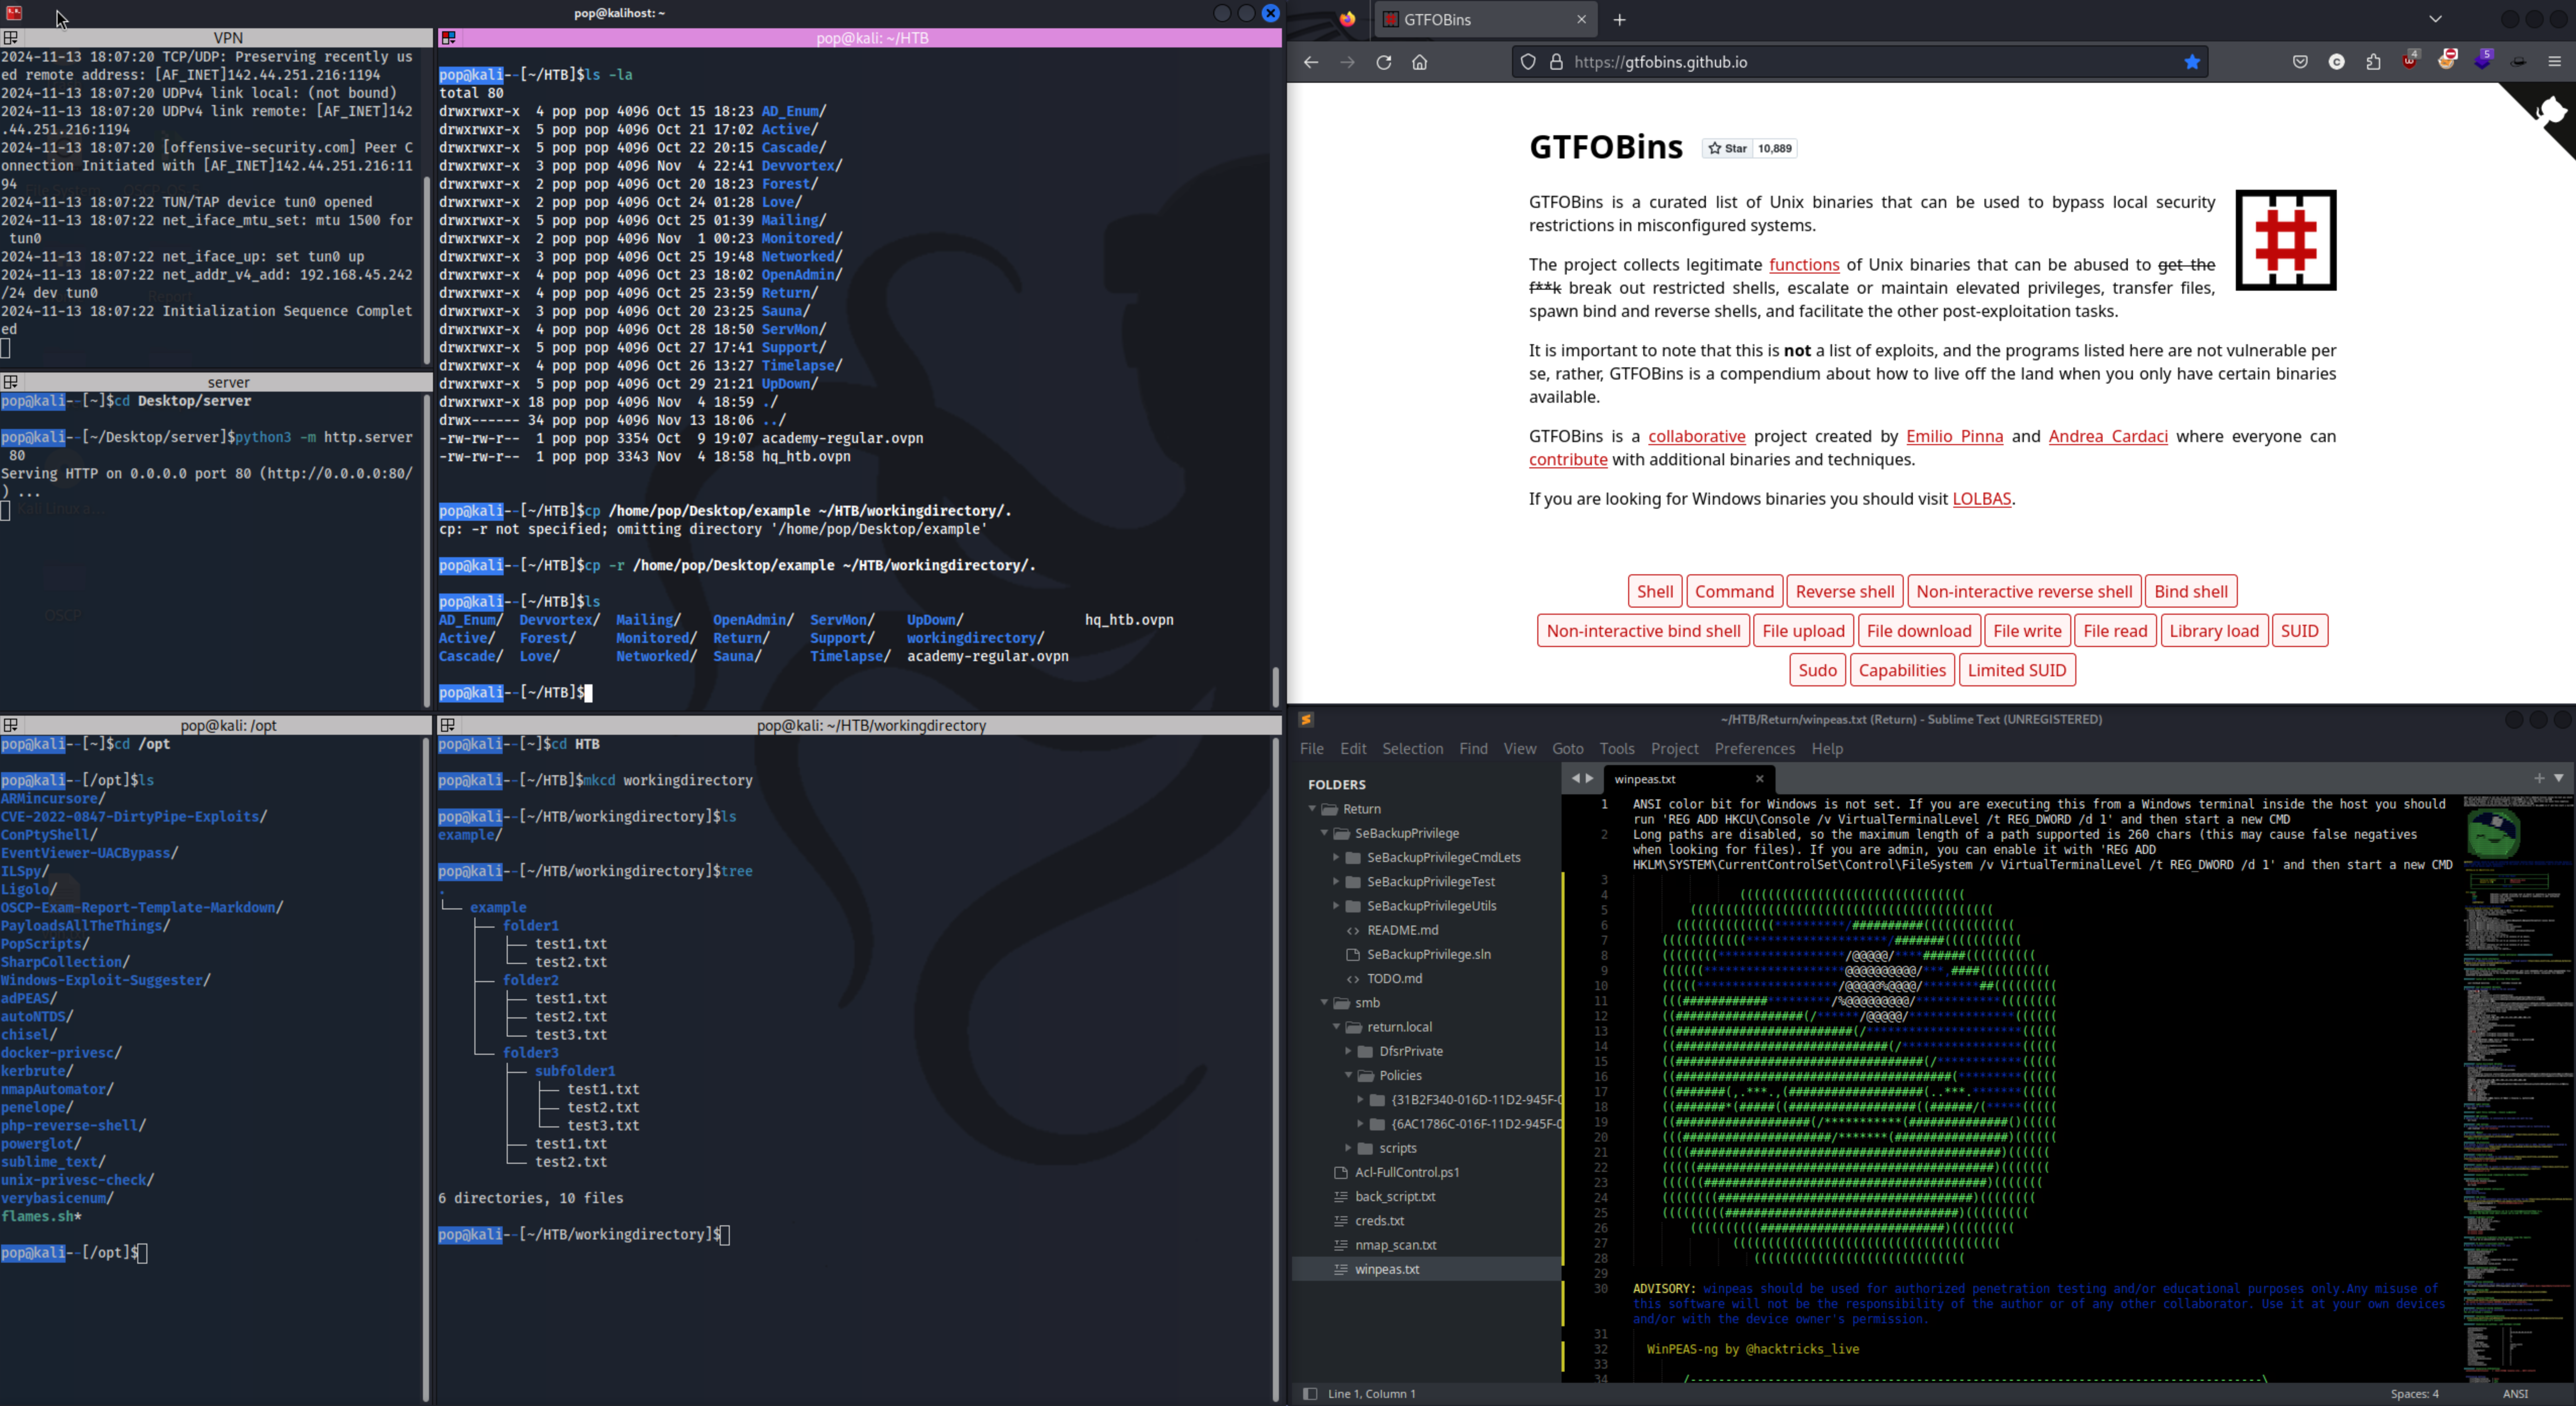 pop@kalihost: ~
VPN
2024-11-13 18:07:20 TCP/UDP: Preserving recently us
ed remote address: [AF_INET]142.44.251.216:1194
2024-11-13 18:07:20 UDPv4 link local: (not bound)
2024-11-13 18:07:20 UDPv4 link remote: [AF_INET]142
.44.251.216:1194
2024-11-13 18:07:20 [offensive-security.com] Peer C
onnection Initiated with [AF_INET]142.44.251.216:11
94
2024-11-13 18:07:22 TUN/TAP device tun0 opened
2024-11-13 18:07:22 net_iface_mtu_set: mtu 1500 for
tun0
2024-11-13 18:07:22 net_iface_up: set tun0 up
2024-11-13 18:07:22 net_addr_v4_add: 192.168.45.242
/24 dev tun0
2024-11-13 18:07:22 Initialization Sequence Complet
ed
server
pop@kali--[~]$cd Desktop/server
pop@kali--[~/Desktop/server]$python3 -m http.server
80
Serving HTTP on 0.0.0.0 port 80 (http://0.0.0.0:80/
) ...
pop@kali: /opt
pop@kali--[~]$cd /opt
pop@kali--[/opt]$ls
ARMincursore/
CVE-2022-0847-DirtyPipe-Exploits/
ConPtyShell/
EventViewer-UACBypass/
ILSpy/
Ligolo/
OSCP-Exam-Report-Template-Markdown/
PayloadsAllTheThings/
PopScripts/
SharpCollection/
Windows-Exploit-Suggester/
adPEAS/
autoNTDS/
chisel/
docker-privesc/
kerbrute/
nmapAutomator/
penelope/
php-reverse-shell/
powerglot/
sublime_text/
unix-privesc-check/
verybasicenum/
flames.sh*
pop@kali--[/opt]$
pop@kali: ~/HTB
pop@kali--[~/HTB]$ls -la
total 80
drwxrwxr-x  4 pop pop 4096 Oct 15 18:23 AD_Enum/
drwxrwxr-x  5 pop pop 4096 Oct 21 17:02 Active/
drwxrwxr-x  5 pop pop 4096 Oct 22 20:15 Cascade/
drwxrwxr-x  3 pop pop 4096 Nov  4 22:41 Devvortex/
drwxrwxr-x  2 pop pop 4096 Oct 20 18:23 Forest/
drwxrwxr-x  2 pop pop 4096 Oct 24 01:28 Love/
drwxrwxr-x  5 pop pop 4096 Oct 25 01:39 Mailing/
drwxrwxr-x  2 pop pop 4096 Nov  1 00:23 Monitored/
drwxrwxr-x  3 pop pop 4096 Oct 25 19:48 Networked/
drwxrwxr-x  4 pop pop 4096 Oct 23 18:02 OpenAdmin/
drwxrwxr-x  4 pop pop 4096 Oct 25 23:59 Return/
drwxrwxr-x  3 pop pop 4096 Oct 20 23:25 Sauna/
drwxrwxr-x  4 pop pop 4096 Oct 28 18:50 ServMon/
drwxrwxr-x  5 pop pop 4096 Oct 27 17:41 Support/
drwxrwxr-x  4 pop pop 4096 Oct 26 13:27 Timelapse/
drwxrwxr-x  5 pop pop 4096 Oct 29 21:21 UpDown/
drwxrwxr-x 18 pop pop 4096 Nov  4 18:59 ./
drwx------ 34 pop pop 4096 Nov 13 18:06 ../
-rw-rw-r--  1 pop pop 3354 Oct  9 19:07 academy-regular.ovpn
-rw-rw-r--  1 pop pop 3343 Nov  4 18:58 hq_htb.ovpn
pop@kali--[~/HTB]$cp /home/pop/Desktop/example ~/HTB/workingdirectory/.
cp: -r not specified; omitting directory '/home/pop/Desktop/example'
pop@kali--[~/HTB]$cp -r /home/pop/Desktop/example ~/HTB/workingdirectory/.
pop@kali--[~/HTB]$ls
AD_Enum/  Devvortex/  Mailing/    OpenAdmin/  ServMon/    UpDown/               hq_htb.ovpn
Active/   Forest/     Monitored/  Return/     Support/    workingdirectory/
Cascade/  Love/       Networked/  Sauna/      Timelapse/  academy-regular.ovpn
pop@kali--[~/HTB]$
pop@kali: ~/HTB/workingdirectory
pop@kali--[~]$cd HTB
pop@kali--[~/HTB]$mkcd workingdirectory
pop@kali--[~/HTB/workingdirectory]$ls
example/
pop@kali--[~/HTB/workingdirectory]$tree
.
└── example
├── folder1
├── test1.txt
└── test2.txt
├── folder2
├── test1.txt
├── test2.txt
└── test3.txt
└── folder3
├── subfolder1
├── test1.txt
├── test2.txt
└── test3.txt
├── test1.txt
└── test2.txt
6 directories, 10 files
pop@kali--[~/HTB/workingdirectory]$
GTFOBins
https://gtfobins.github.io
4
5
GTFOBins
Star 10,889
GTFOBins is a curated list of Unix binaries that can be used to bypass local security
restrictions in misconfigured systems.
The project collects legitimate functions of Unix binaries that can be abused to get the
f**k break out restricted shells, escalate or maintain elevated privileges, transfer files,
spawn bind and reverse shells, and facilitate the other post-exploitation tasks.
It is important to note that this is not a list of exploits, and the programs listed here are not vulnerable per
se, rather, GTFOBins is a compendium about how to live off the land when you only have certain binaries
available.
GTFOBins is a collaborative project created by Emilio Pinna and Andrea Cardaci where everyone can
contribute with additional binaries and techniques.
If you are looking for Windows binaries you should visit LOLBAS.
Shell Command Reverse shell Non-interactive reverse shell Bind shell
Non-interactive bind shell File upload File download File write File read Library load SUID
Sudo Capabilities Limited SUID
~/HTB/Return/winpeas.txt (Return) - Sublime Text (UNREGISTERED)
File Edit Selection Find View Goto Tools Project Preferences Help
FOLDERS
Return
SeBackupPrivilege
SeBackupPrivilegeCmdLets
SeBackupPrivilegeTest
SeBackupPrivilegeUtils
README.md
SeBackupPrivilege.sln
TODO.md
smb
return.local
DfsrPrivate
Policies
{31B2F340-016D-11D2-945F-0
{6AC1786C-016F-11D2-945F-0
scripts
Acl-FullControl.ps1
back_script.txt
creds.txt
nmap_scan.txt
winpeas.txt
winpeas.txt
1 ANSI color bit for Windows is not set. If you are executing this from a Windows terminal inside the host you should
run 'REG ADD HKCU\Console /v VirtualTerminalLevel /t REG_DWORD /d 1' and then start a new CMD
2 Long paths are disabled, so the maximum length of a path supported is 260 chars (this may cause false negatives
when looking for files). If you are admin, you can enable it with 'REG ADD
HKLM\SYSTEM\CurrentControlSet\Control\FileSystem /v VirtualTerminalLevel /t REG_DWORD /d 1' and then start a new CMD
3
4
5
6
7
8
9
10
11
12
13
14
15
16
17
18
19
20
21
22
23
24
25
26
27
28
29
30 ADVISORY: winpeas should be used for authorized penetration testing and/or educational purposes only.Any misuse of
this software will not be the responsibility of the author or of any other collaborator. Use it at your own devices
and/or with the device owner's permission.
31
32 WinPEAS-ng by @hacktricks_live
33
34
Line 1, Column 1
Spaces: 4
ANSI